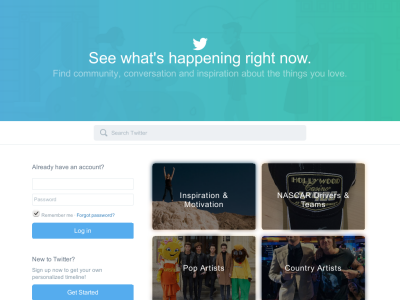 See what's happening right now.
Find community, conversation and inspiration about the things you love.
Search Twitter
Already have an account?
Password
Remember me Forgot password?
Log in
New to Twitter?
Sign up now to get your own
personalized timeline!
Get Started
Inspiration &
Motivation
HOLLYWOOD
Casino
NASCAR Drivers &
Teams
Pop Artists
Country Artists